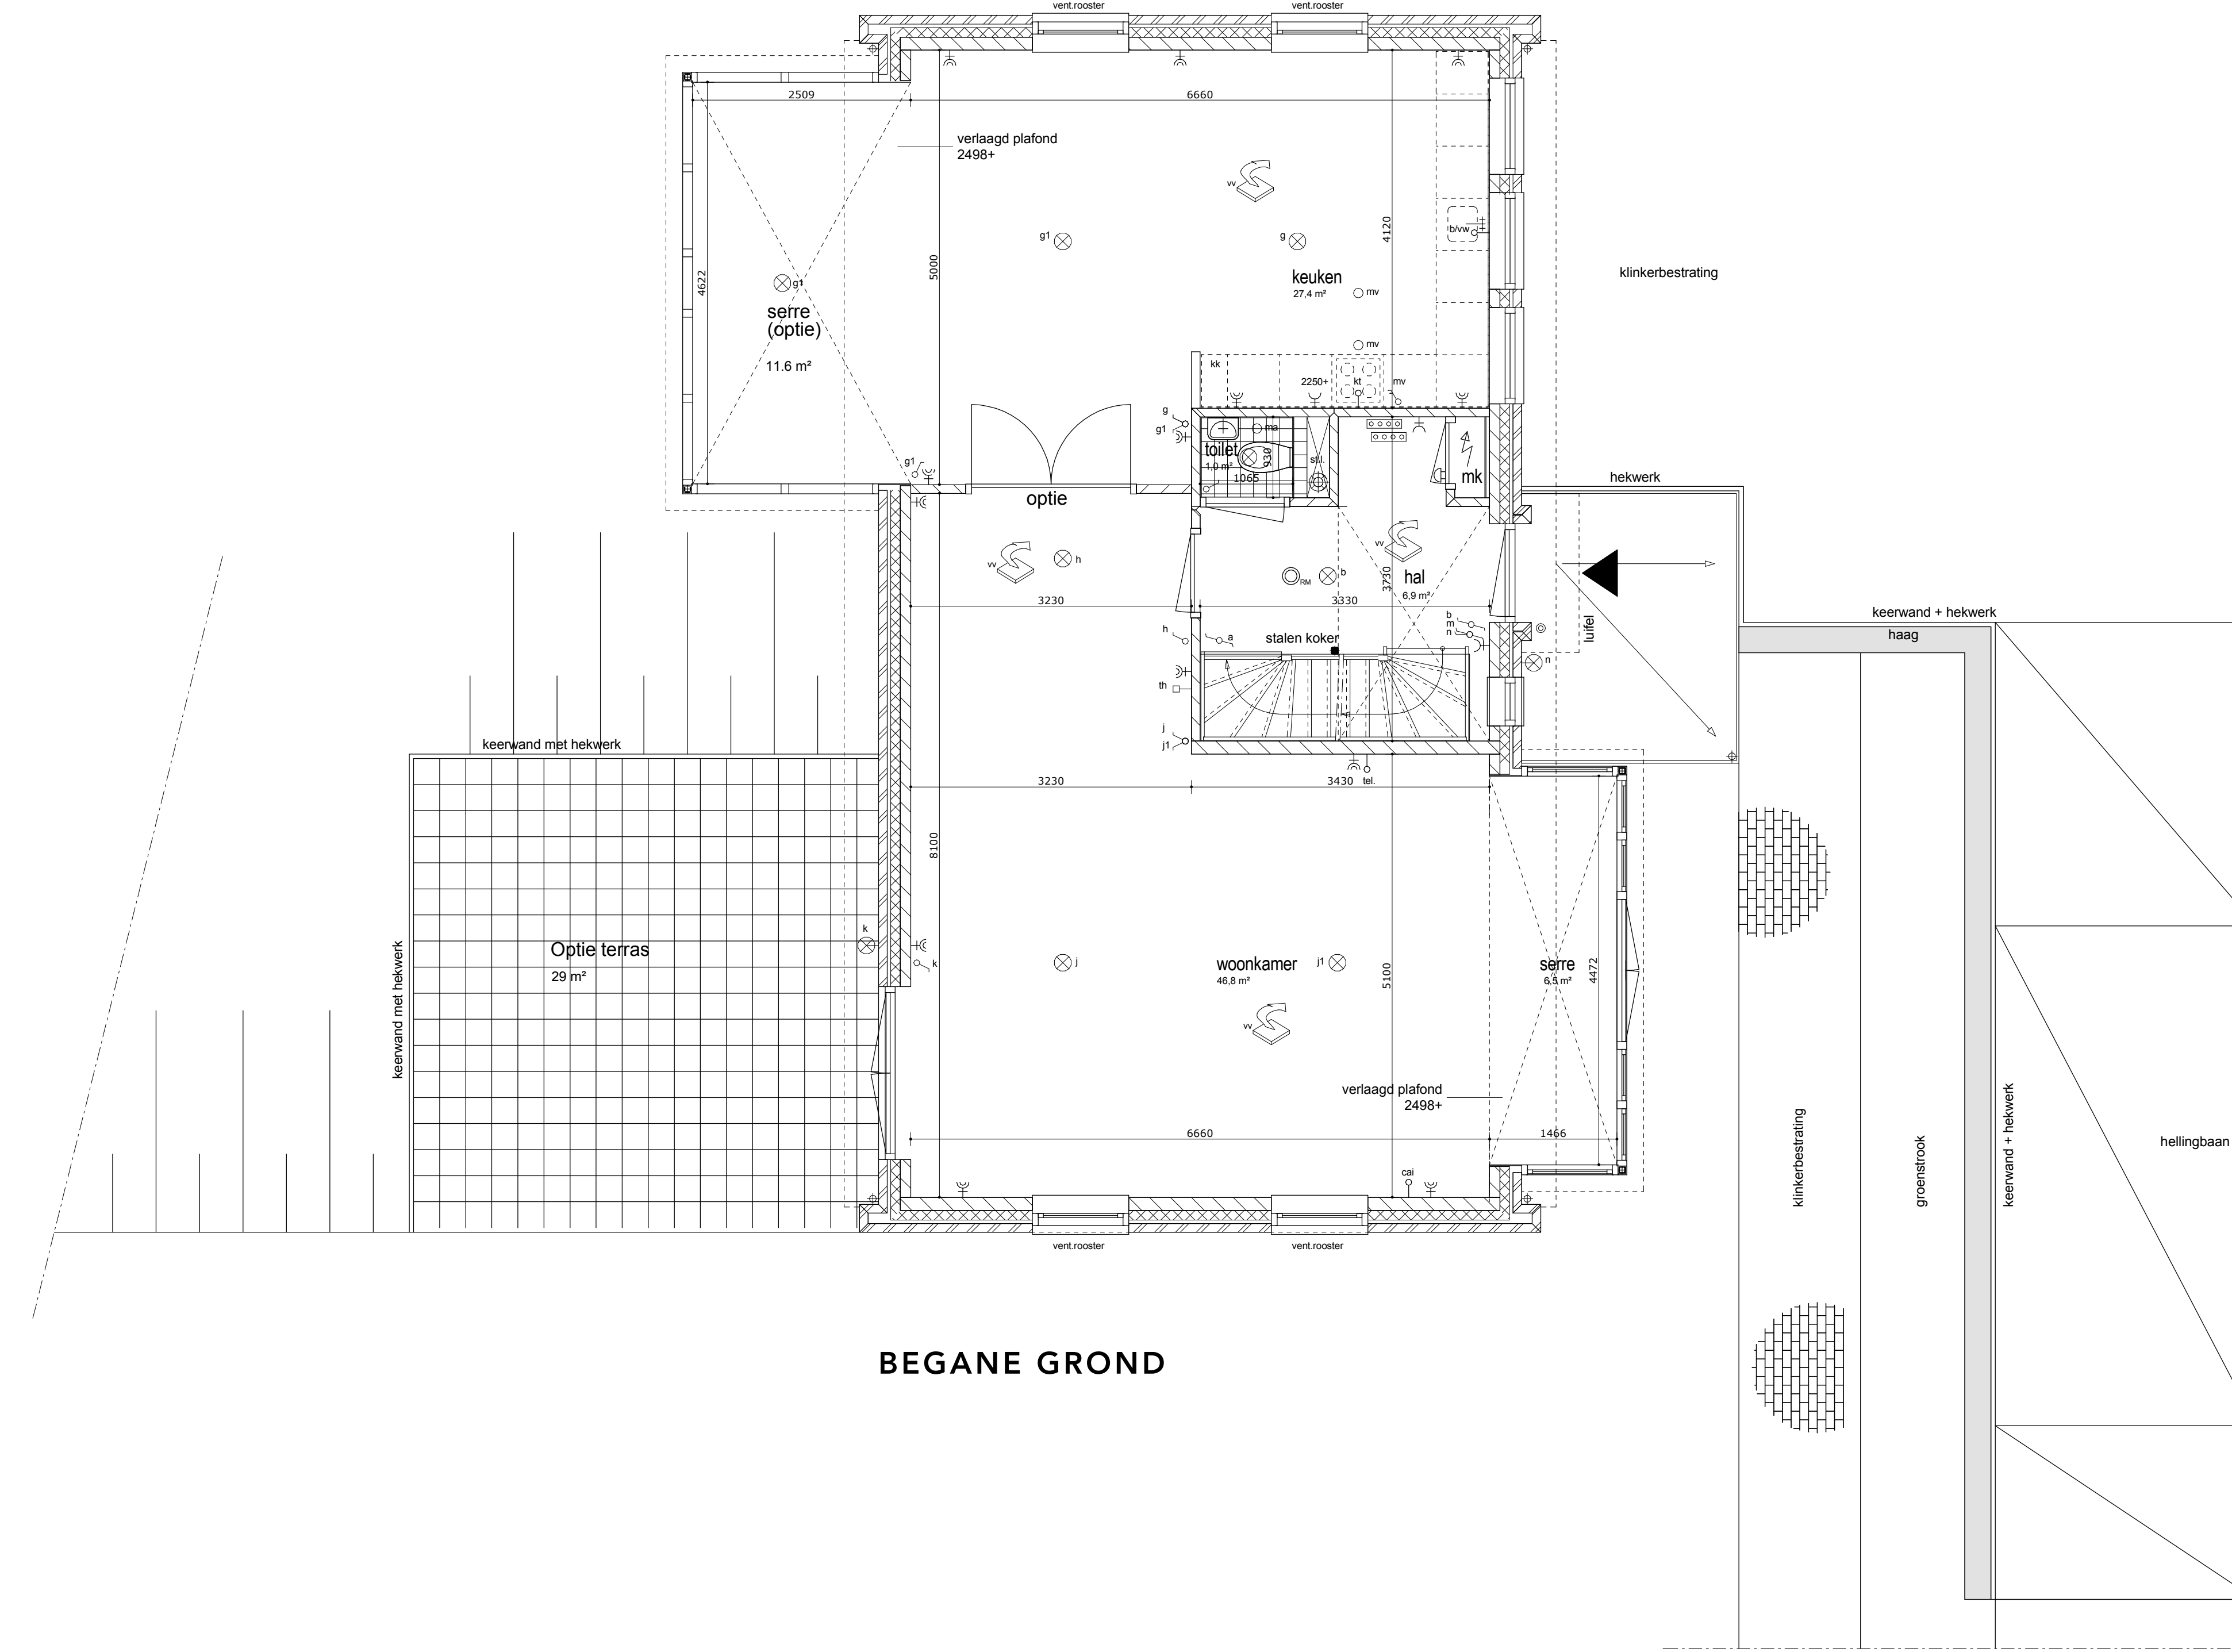 vent.rooster
vent.rooster
2509
6660
verlaagd plafond
2498+
vv
g1
g
b/vw
4120
5000
4622
g1
keuken
27,4 m²
mv
klinkerbestrating
serre
(optie)
11.6 m²
mv
kk
2250+
kt
mv
g
g1
ma
toilet
1,0 m²
930
1065
st.l.
g1
mk
hekwerk
optie
vv
h
vv
RM
b
3730
hal
6,9 m²
3230
3330
keerwand + hekwerk
haag
luifel
b
m
n
h
a
stalen koker
n
th
j
j1
keerwand met hekwerk
tel.
3230
3430
8100
k
k
Optie terras
29 m²
keerwand met hekwerk
j
woonkamer
46,8 m²
j1
5100
serre
6,5 m²
4472
vv
verlaagd plafond
2498+
6660
1466
cai
klinkerbestrating
groenstrook
keerwand + hekwerk
hellingbaan
vent.rooster
vent.rooster
BEGANE GROND